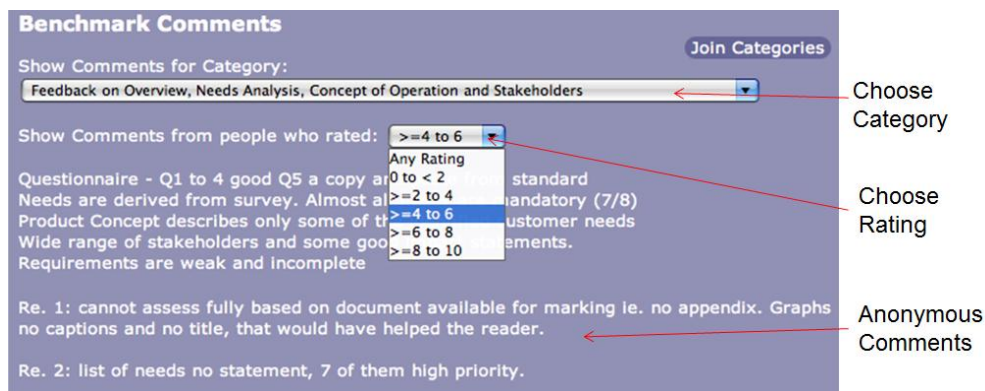 Benchmark Comments
Join Categories
Show Comments for Category:
Feedback on Overview, Needs Analysis, Concept of Operation and Stakeholders
Choose
Category
Show Comments from people who rated: >=4 to 6
Any Rating
0 to < 2
>=2 to 4
>=4 to 6
>=6 to 8
>=8 to 10
Choose
Rating
Questionnaire - Q1 to 4 good Q5 a copy standard
Needs are derived from survey. Almost mandatory (7/8)
Product Concept describes only some of customer needs
Wide range of stakeholders and some
Requirements are weak and incomplete
Re. 1: cannot assess fully based on document available for marking ie. no appendix. Graphs
no captions and no title, that would have helped the reader.
Anonymous
Comments
Re. 2: list of needs no statement, 7 of them high priority.